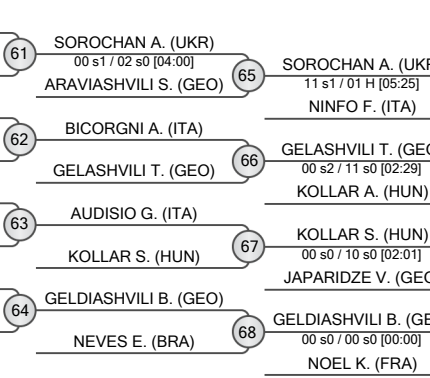 61
SOROCHAN A. (UKR)
00 s1 / 02 s0 [04:00]
ARAVIASHVILI S. (GEO)
62
BICORGNI A. (ITA)
GELASHVILI T. (GEO)
63
AUDISIO G. (ITA)
KOLLAR S. (HUN)
64
GELDIASHVILI B. (GEO)
NEVES E. (BRA)
65
SOROCHAN A. (UKR
11 s1 / 01 H [05:25]
NINFO F. (ITA)
66
GELASHVILI T. (GEO
00 s2 / 11 s0 [02:29]
KOLLAR A. (HUN)
67
KOLLAR S. (HUN)
00 s0 / 10 s0 [02:01]
JAPARIDZE V. (GEO
68
GELDIASHVILI B. (GE
00 s0 / 00 s0 [00:00]
NOEL K. (FRA)